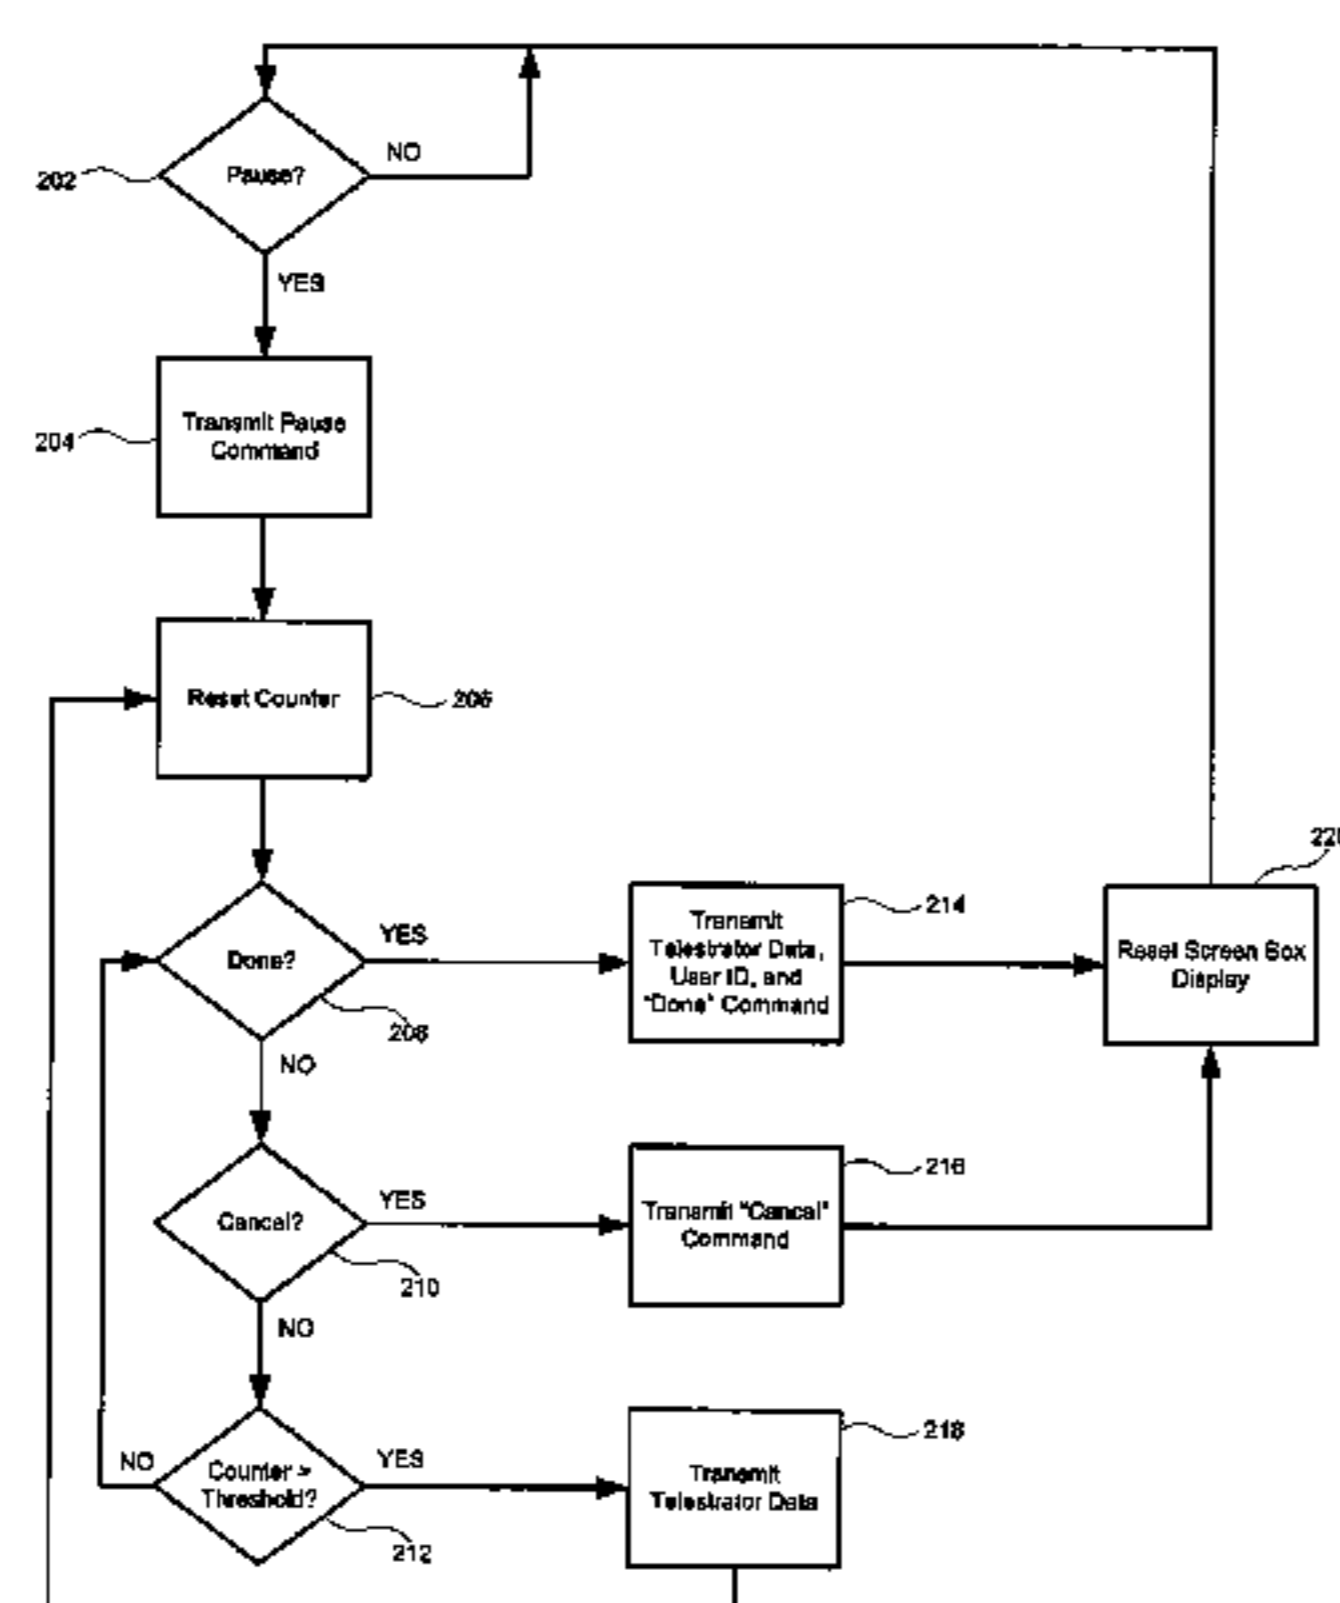 Pause?
NO
202
YES
Transmit Pause
Command
204
Reset Counter
206
Done?
YES
208
NO
Transmit
Telestrator Data,
User ID, and
"Done" Command
214
Reset Screen Box
Display
Cancel?
YES
210
NO
Transmit "Cancel"
Command
216
Counter >
Threshold?
NO
YES
212
Transmit
Telestrator Data
218